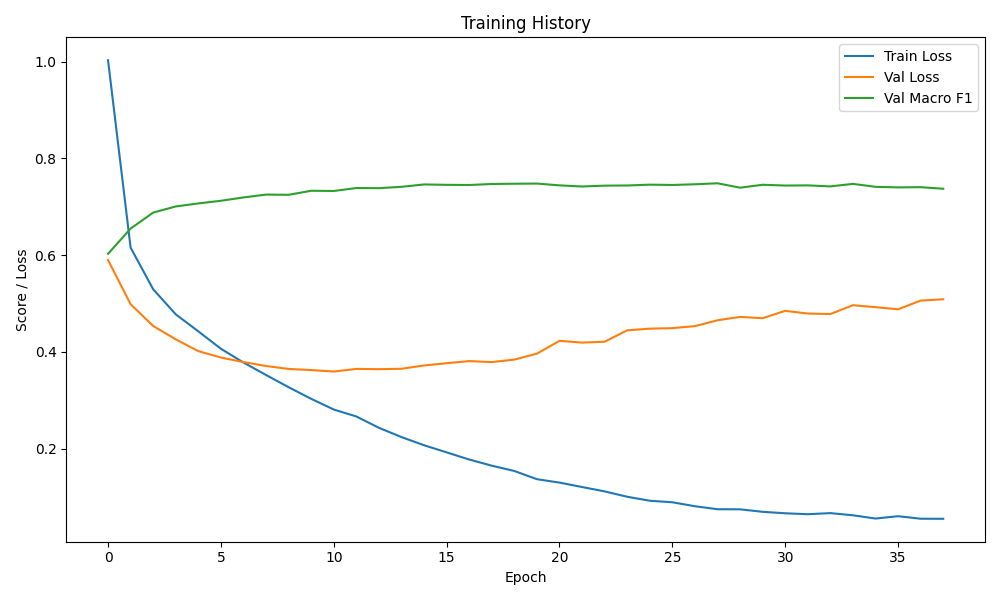 Training History
Train Loss
Val Loss
Val Macro F1
1.0
0.8
0.6
0.4
0.2
Score / Loss
0 5 10 15 20 25 30 35
Epoch